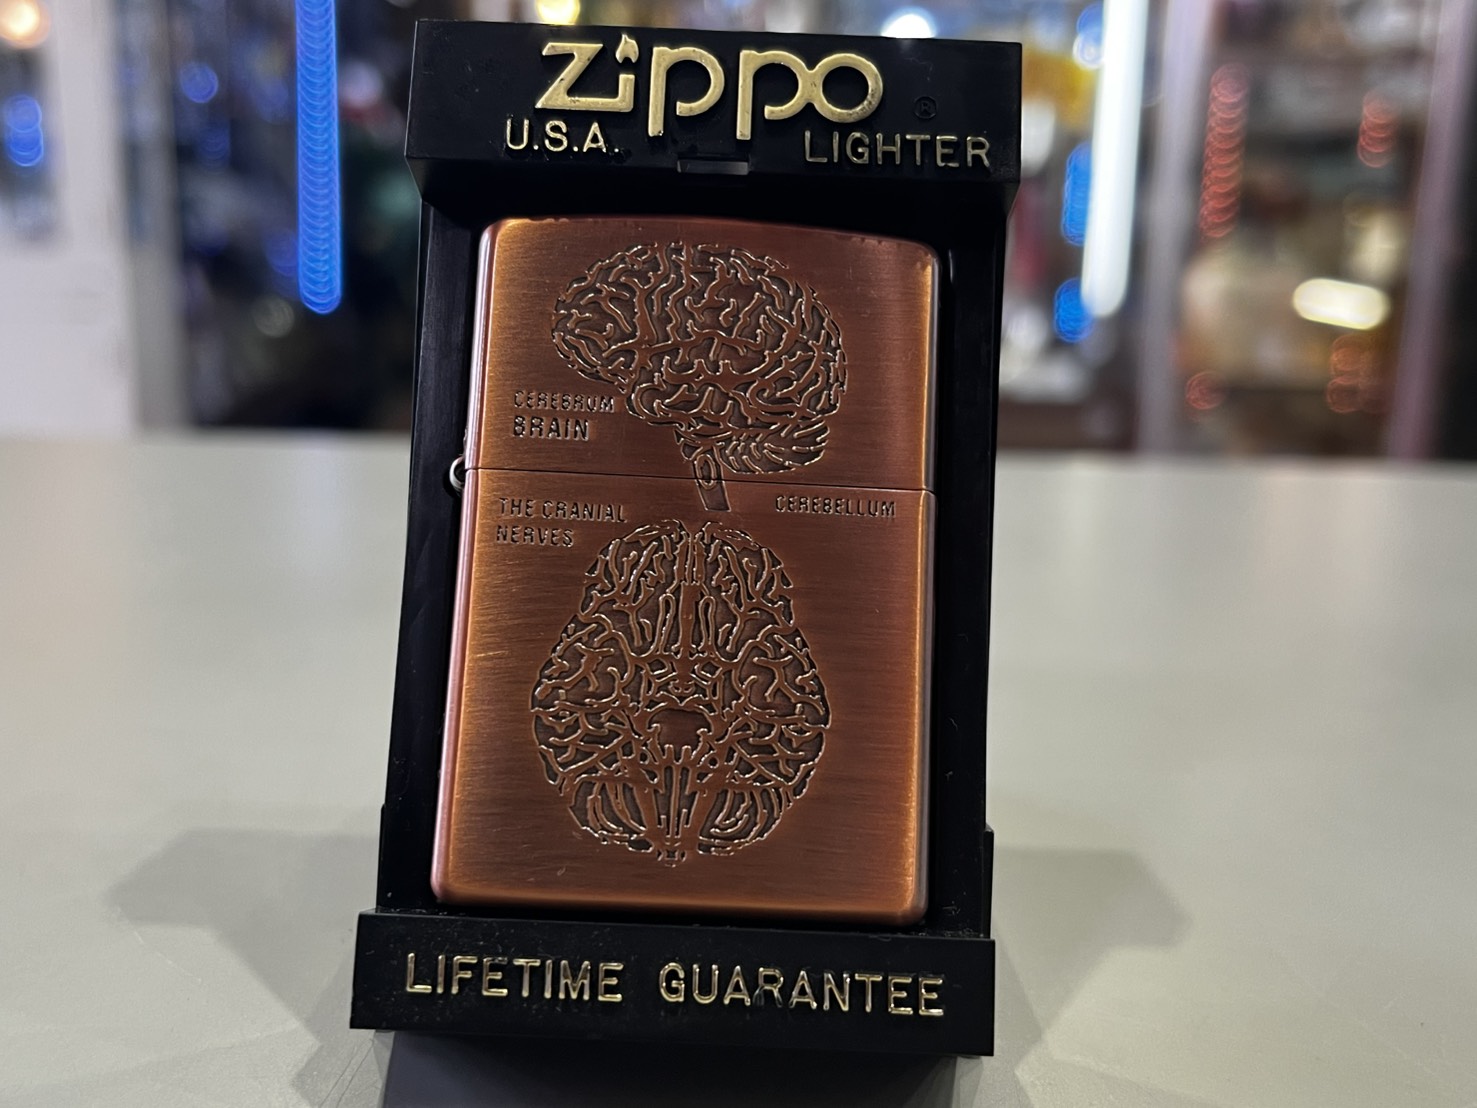 Zippo ®
U.S.A. LIGHTER
CEREBRUM
BRAIN
THE CRANIAL
NERVES
CEREBELLUM
LIFETIME GUARANTEE